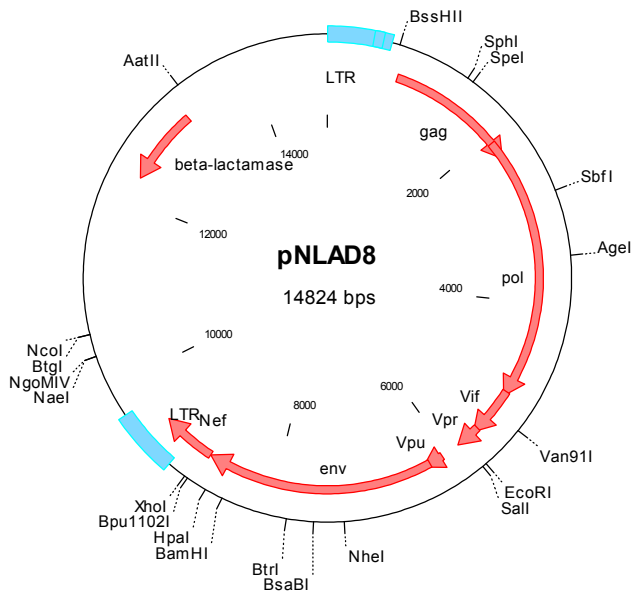 BssHII
SphI
SpeI
AatII
LTR
gag
14000
beta-lactamase
2000
SbfI
12000
AgeI
pNLAD8
pol
14824 bps
4000
10000
NcoI
BtgI
NgoMIV
NaeI
6000
Vif
8000
LTR
Nef
Vpr
Vpu
Van91I
env
EcoRI
SalI
XhoI
Bpu1102I
HpaI
BamHI
NheI
BtrI
BsaBI